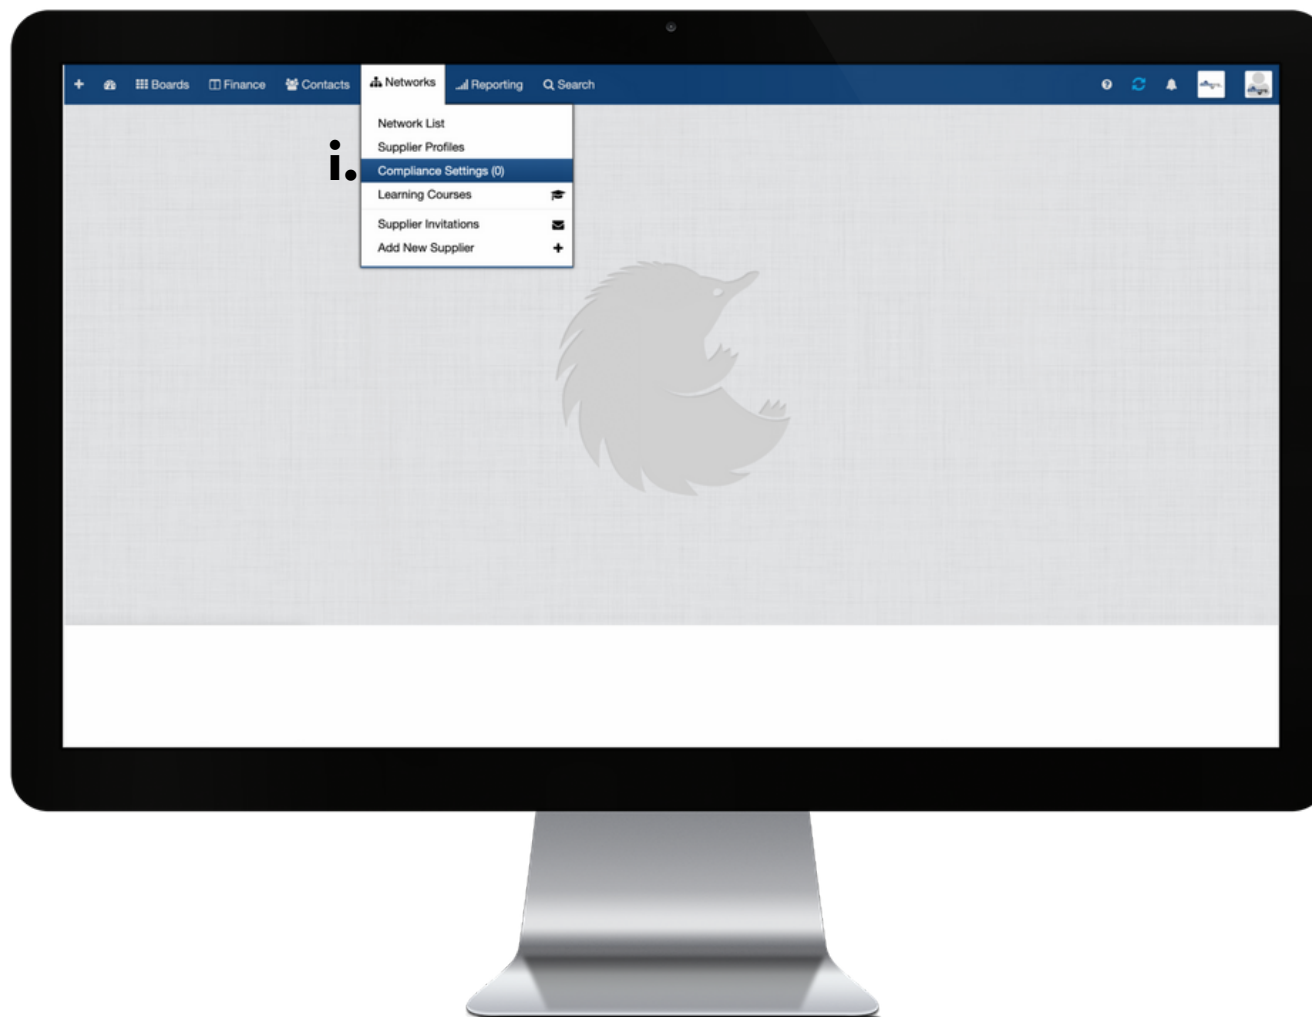 Boards Finance Contacts Networks Reporting Search
Network List
Supplier Profiles
i.
Compliance Settings (0)
Learning Courses
Supplier Invitations
Add New Supplier